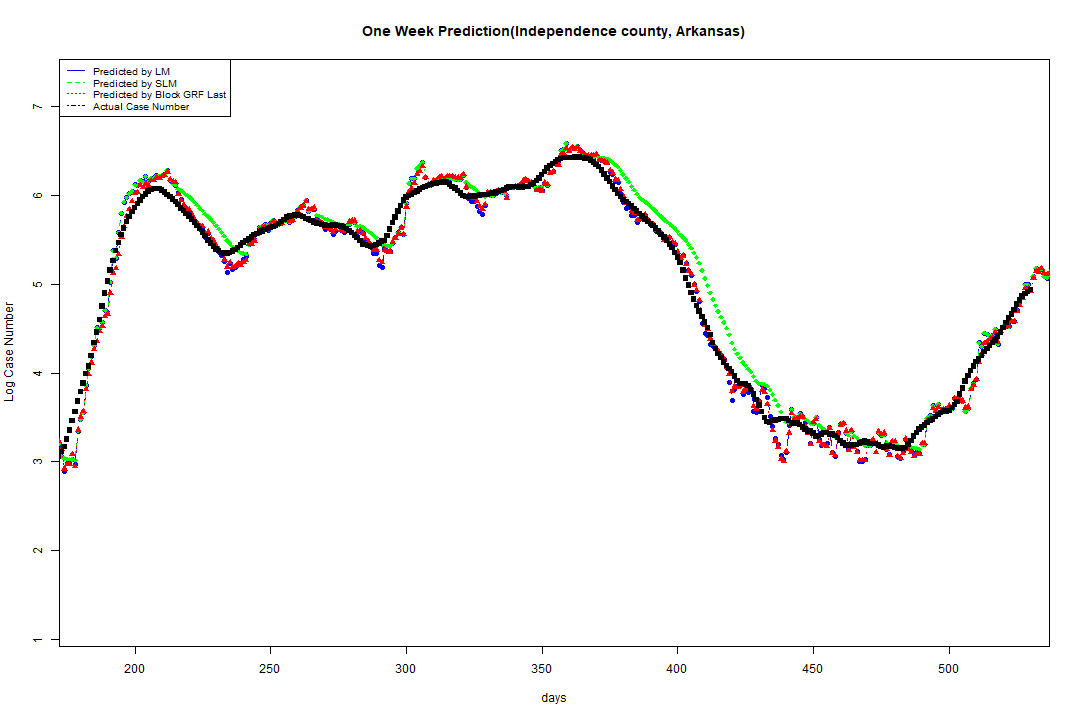 One Week Prediction(Independence county, Arkansas)
Predicted by LM
Predicted by SLM
Predicted by Block GRF Last
Actual Case Number
7
6
5
4
3
2
1
Log Case Number
200 250 300 350 400 450 500
days